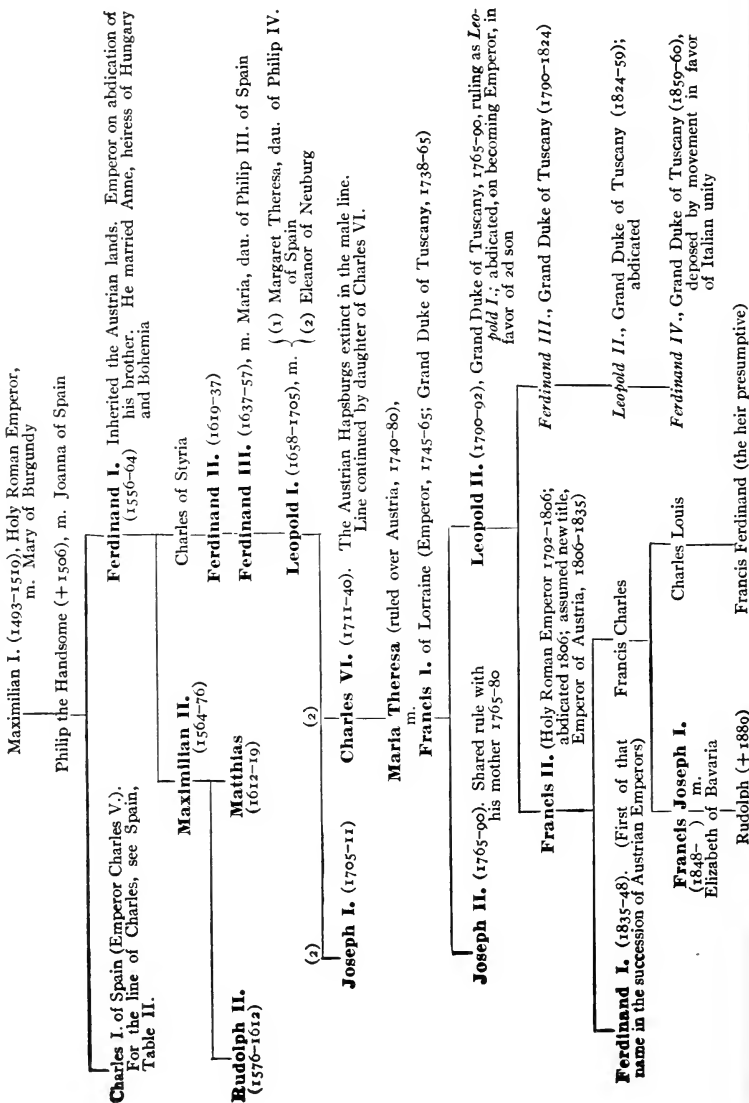 Maximilian I. (1493–1519), Holy Roman Emperor,
m. Mary of Burgundy
Philip the Handsome (+ 1506), m. Joanna of Spain
Charles I. of Spain (Emperor Charles V.).
For the line of Charles, see Spain,
Table II.
Ferdinand I. Inherited the Austrian lands. Emperor on abdication of
(1556–64) his brother. He married Anne, heiress of Hungary
and Bohemia
Maximilian II.
(1564–76)
Charles of Styria
Rudolph II.
(1576–1612)
Matthias
(1612–19)
Ferdinand II. (1619–37)
Ferdinand III. (1637–57), m. Maria, dau. of Philip III. of Spain
Leopold I. (1658–1705), m. { (1) Margaret Theresa, dau. of Philip IV.
of Spain
(2) Eleanor of Neuburg
(2)
(2)
Joseph I. (1705–11)
Charles VI. (1711–40). The Austrian Hapsburgs extinct in the male line.
Line continued by daughter of Charles VI.
Maria Theresa (ruled over Austria, 1740–80),
m.
Francis I. of Lorraine (Emperor, 1745–65; Grand Duke of Tuscany, 1738–65)
Joseph II. (1765–90). Shared rule with
his mother 1765–80
Leopold II. (1790–92), Grand Duke of Tuscany, 1765–90, ruling as Leo-
pold I.; abdicated, on becoming Emperor, in
favor of 2d son
Francis II. (Holy Roman Emperor 1792–1806;
abdicated 1806; assumed new title,
Emperor of Austria, 1806–1835)
Ferdinand III., Grand Duke of Tuscany (1790–1824)
Ferdinand I. (1835–48). (First of that
name in the succession of Austrian Emperors)
Francis Charles
Leopold II., Grand Duke of Tuscany (1824–59);
abdicated
Francis Joseph I.
(1848– ) m.
Elizabeth of Bavaria
Charles Louis
Ferdinand IV., Grand Duke of Tuscany (1859–60),
deposed by movement in favor
of Italian unity
Rudolph (+ 1889)
Francis Ferdinand (the heir presumptive)